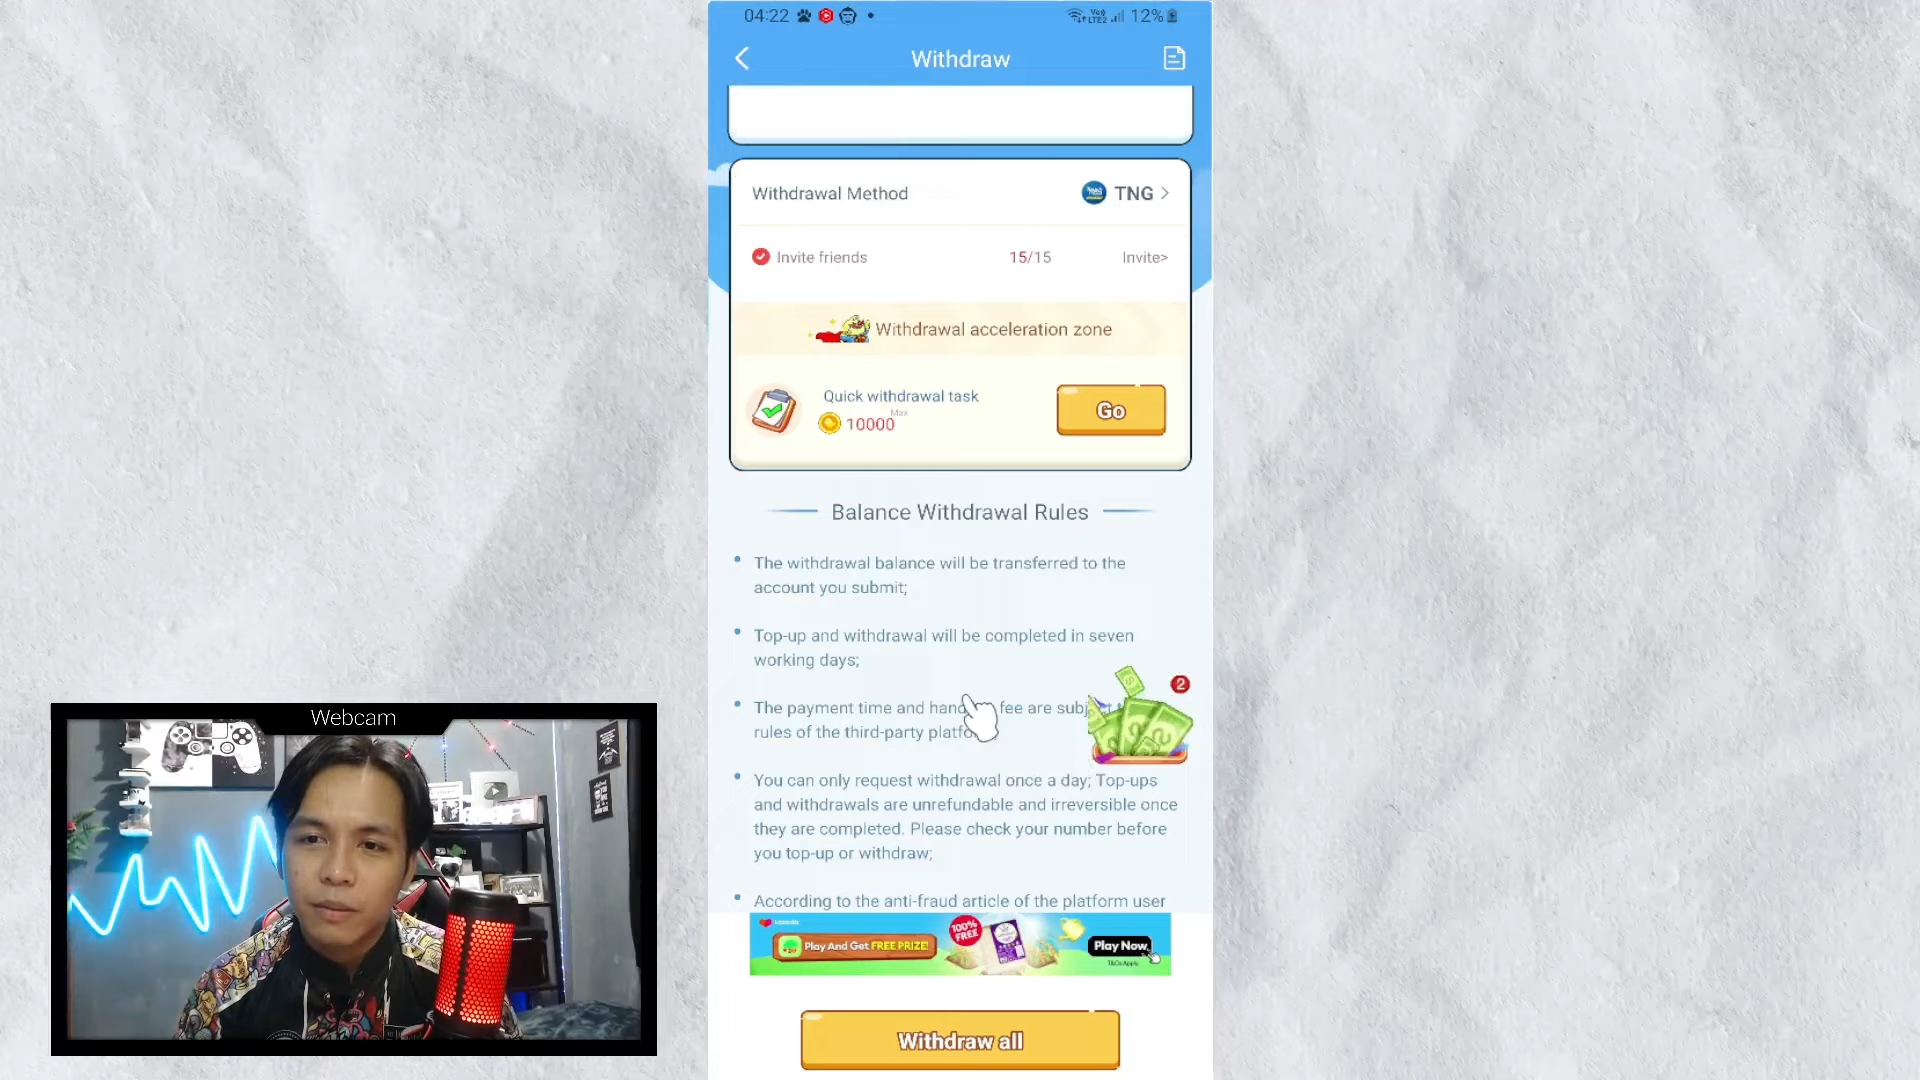 04:22
Vo)) LTE2 12%
Withdraw
Withdrawal Method
TNG >
Invite friends 15/15 Invite>
Withdrawal acceleration zone
Quick withdrawal task
Max
10000
Go
Balance Withdrawal Rules
• The withdrawal balance will be transferred to the
account you submit;
• Top-up and withdrawal will be completed in seven
working days;
2
• The payment time and hand fee are subj
rules of the third-party platfo
• You can only request withdrawal once a day; Top-ups
and withdrawals are unrefundable and irreversible once
they are completed. Please check your number before
you top-up or withdraw;
• According to the anti-fraud article of the platform user
Lazada
Play And Get FREE PRIZE!
100%
FREE
Play Now
T&Cs Apply
Withdraw all
Webcam